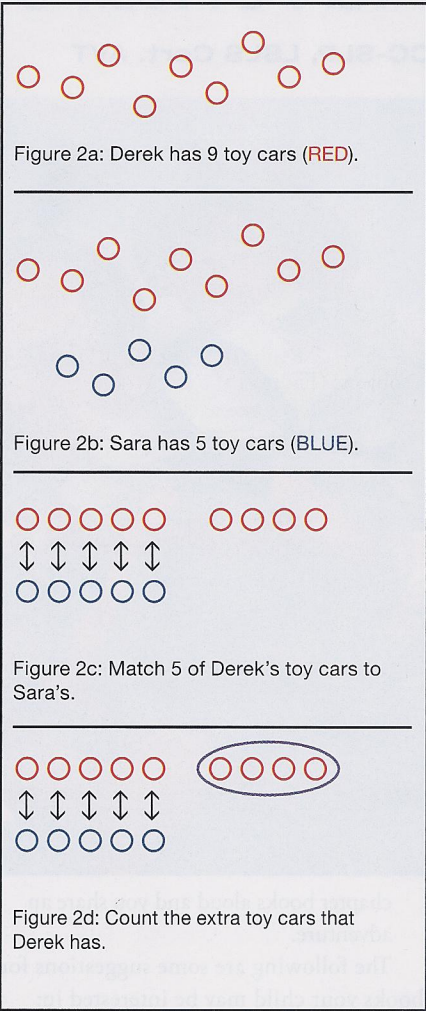 Figure 2a: Derek has 9 toy cars (RED).
Figure 2b: Sara has 5 toy cars (BLUE).
Figure 2c: Match 5 of Derek's toy cars to
Sara's.
chapter books aloud and you share an
adventure.
Figure 2d: Count the extra toy cars that
Derek has.
The following are some suggestions for
books your child may be interested in: